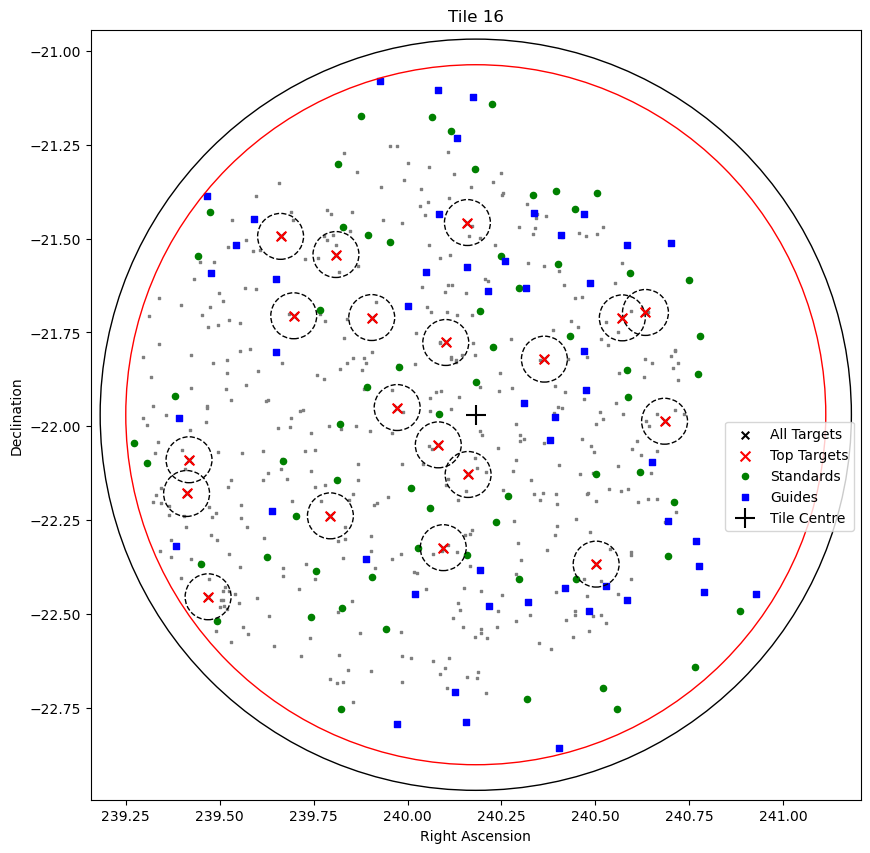 Tile 16
−21.00
−21.25
−21.50
−21.75
−22.00
−22.25
−22.50
−22.75
Declination
All Targets
Top Targets
Standards
Guides
Tile Centre
239.25 239.50 239.75 240.00 240.25 240.50 240.75 241.00
Right Ascension